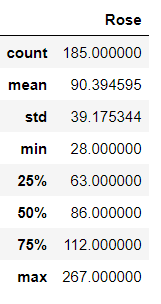 Rose
count 185.000000
mean 90.394595
std 39.175344
min 28.000000
25% 63.000000
50% 86.000000
75% 112.000000
max 267.000000